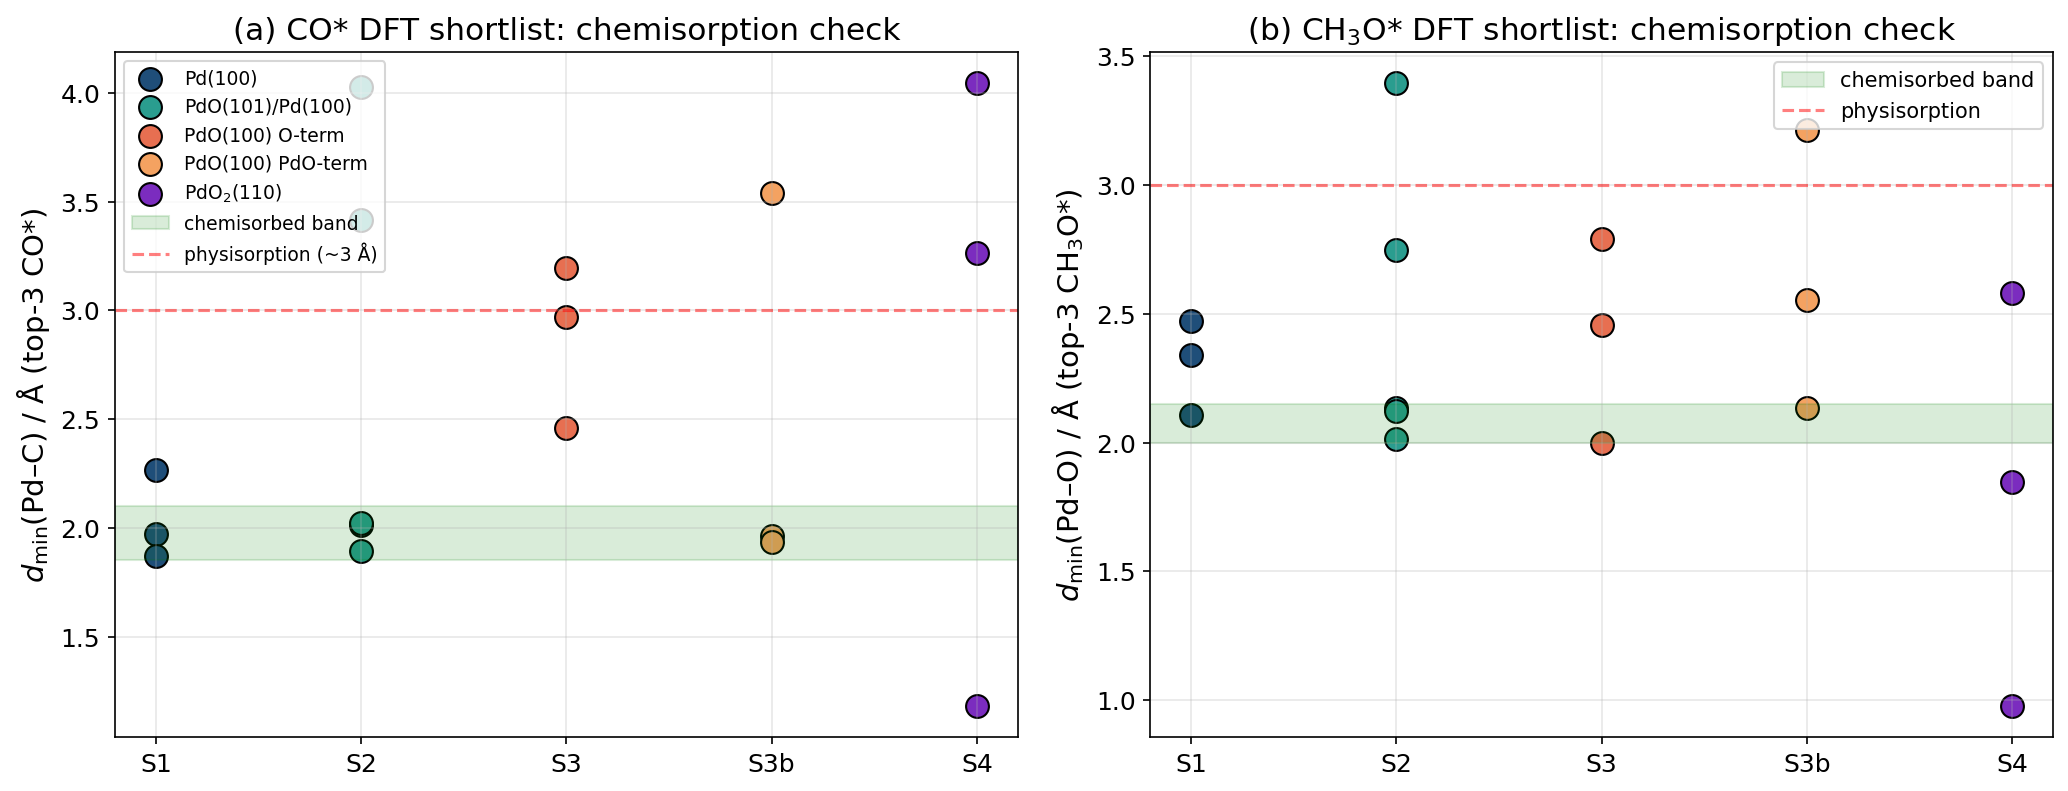 (a) CO* DFT shortlist: chemisorption check
d_min(Pd–C) / Å (top-3 CO*)
4.0
3.5
3.0
2.5
2.0
1.5
Pd(100)
PdO(101)/Pd(100)
PdO(100) O-term
PdO(100) PdO-term
PdO₂(110)
chemisorbed band
physisorption (~3 Å)
S1 S2 S3 S3b S4
(b) CH₃O* DFT shortlist: chemisorption check
d_min(Pd–O) / Å (top-3 CH₃O*)
3.5
3.0
2.5
2.0
1.5
1.0
chemisorbed band
physisorption
S1 S2 S3 S3b S4